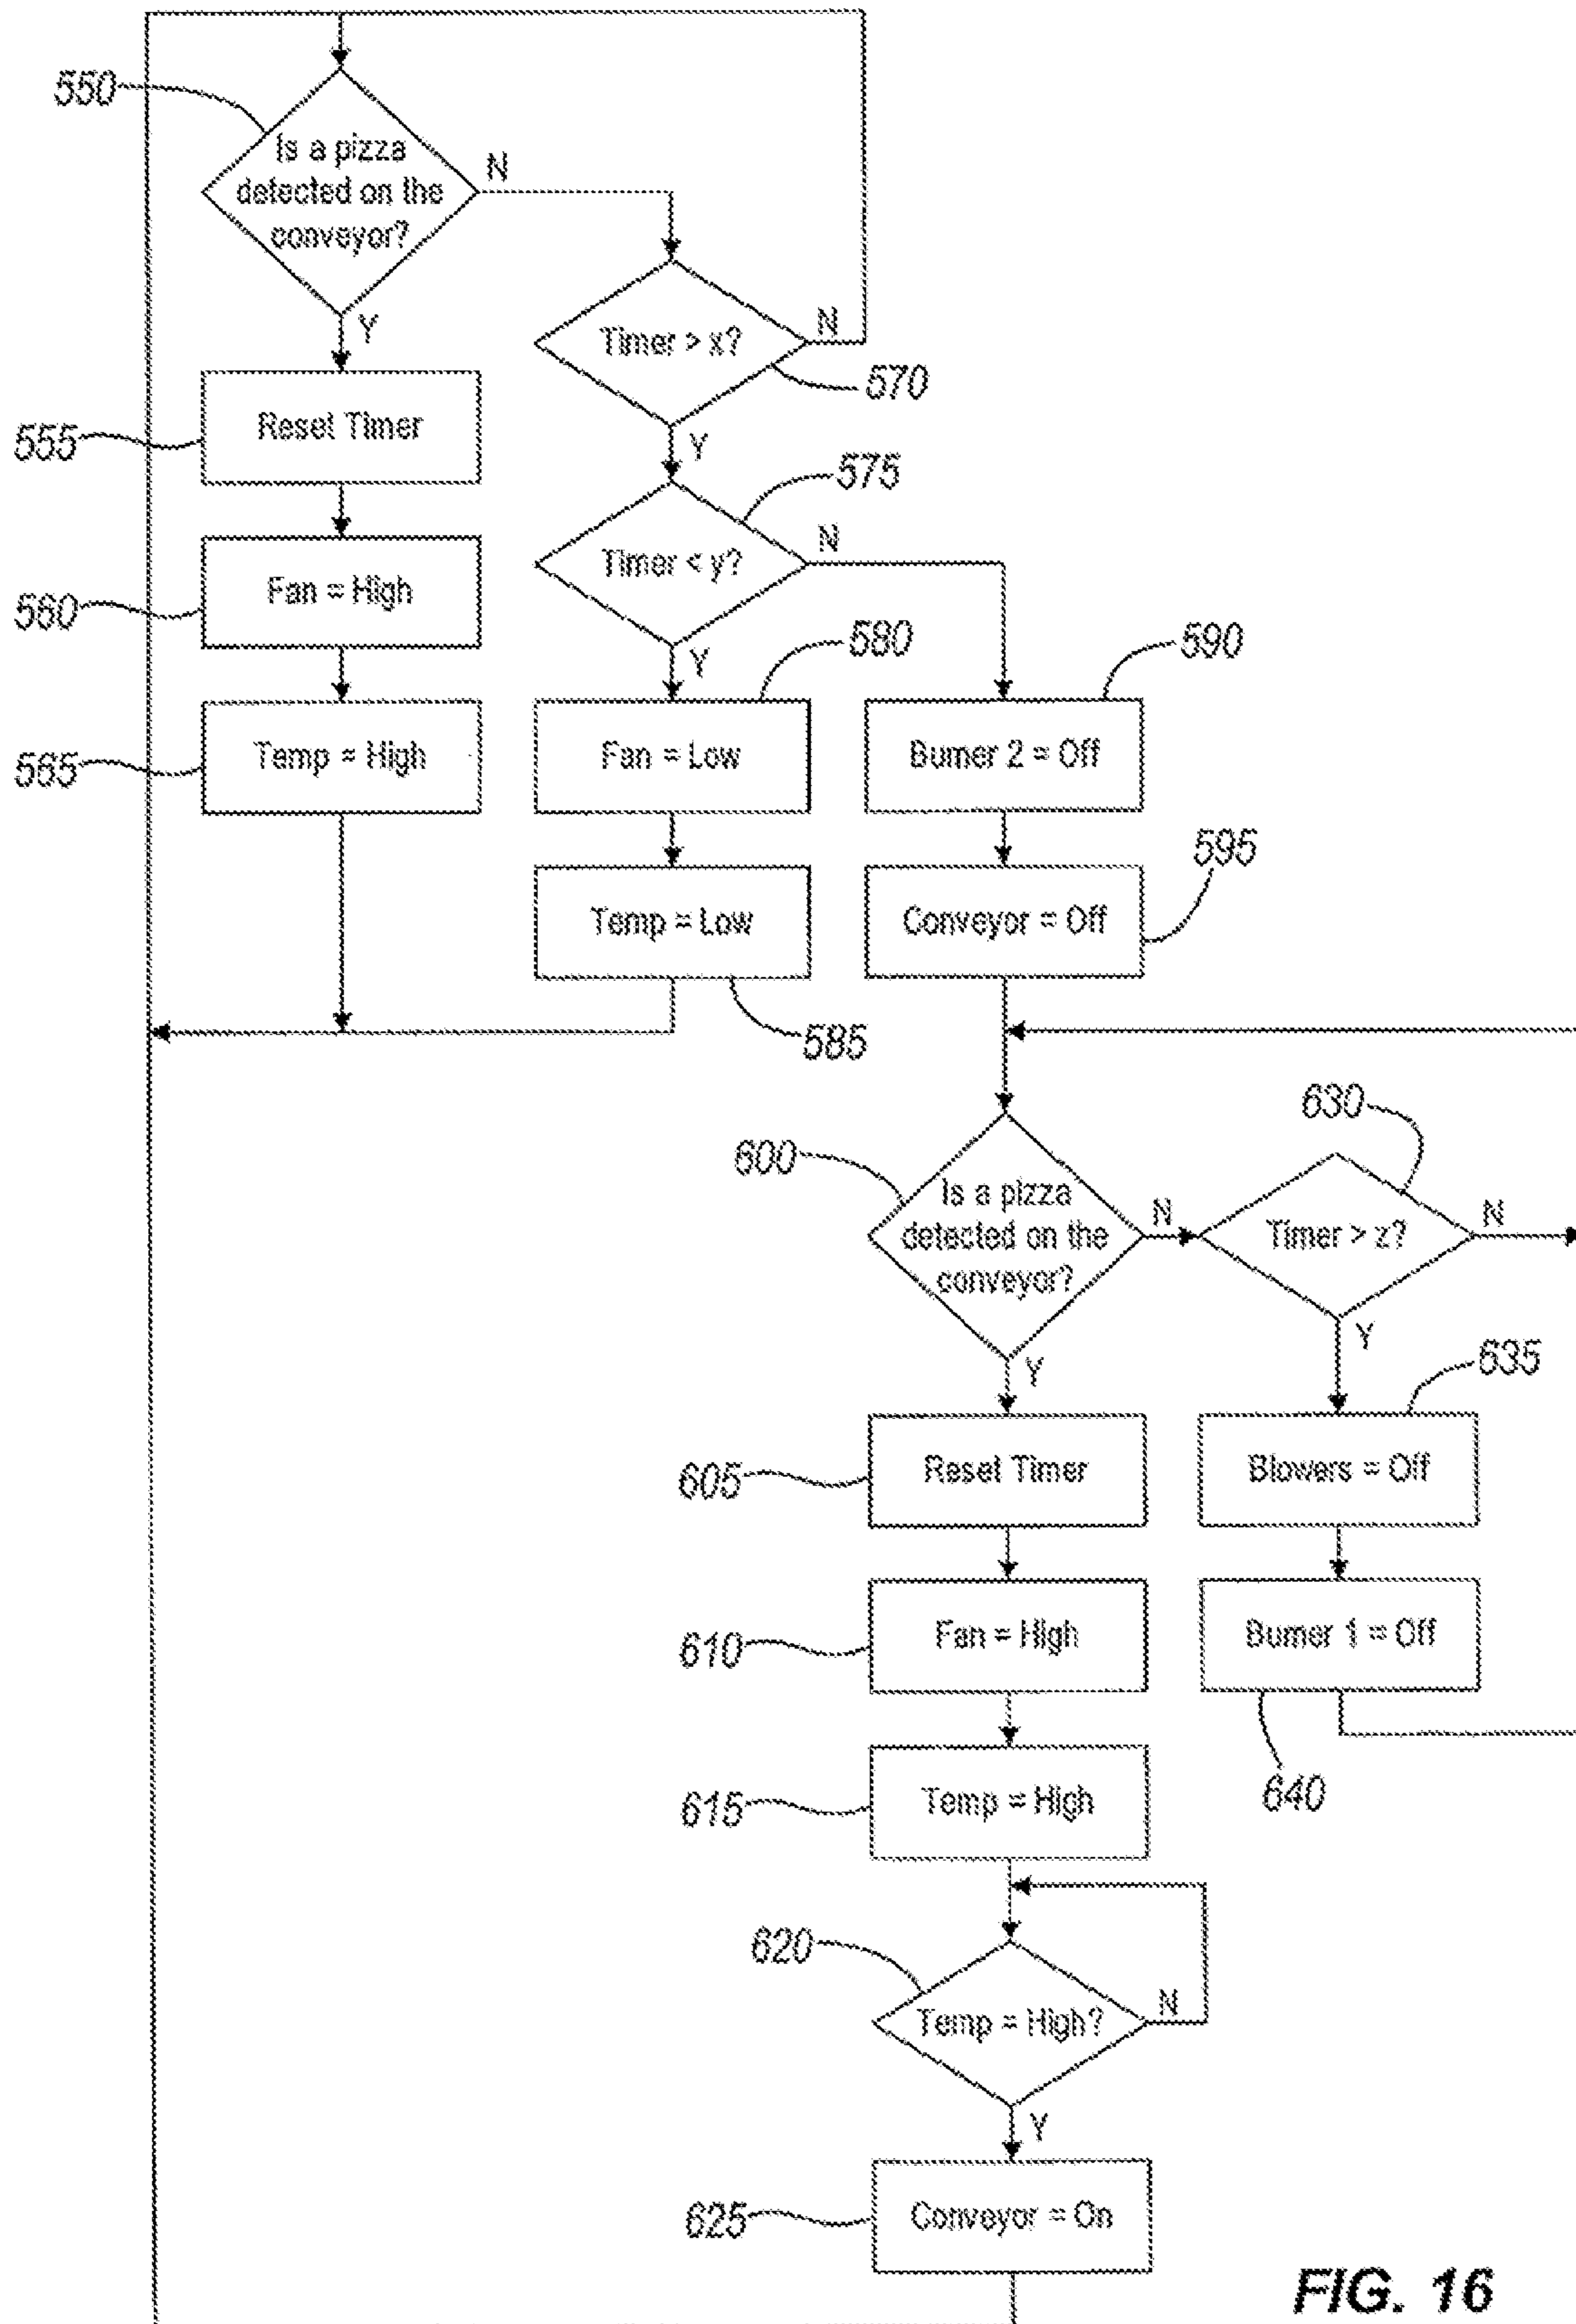 550
Is a pizza
detected on the
conveyor?
N
Y
Timer > x?
N
570
Y
555
Reset Timer
575
Timer < y?
N
Y
560
Fan = High
580
590
565
Temp = High
Fan = Low
Burner 2 = Off
595
Temp = Low
Conveyor = Off
585
630
600
Is a pizza
detected on the
conveyor?
N
Y
Timer > z?
N
Y
635
605
Reset Timer
Blowers = Off
610
Fan = High
Burner 1 = Off
640
615
Temp = High
620
Temp = High?
N
Y
625
Conveyor = On
FIG. 16